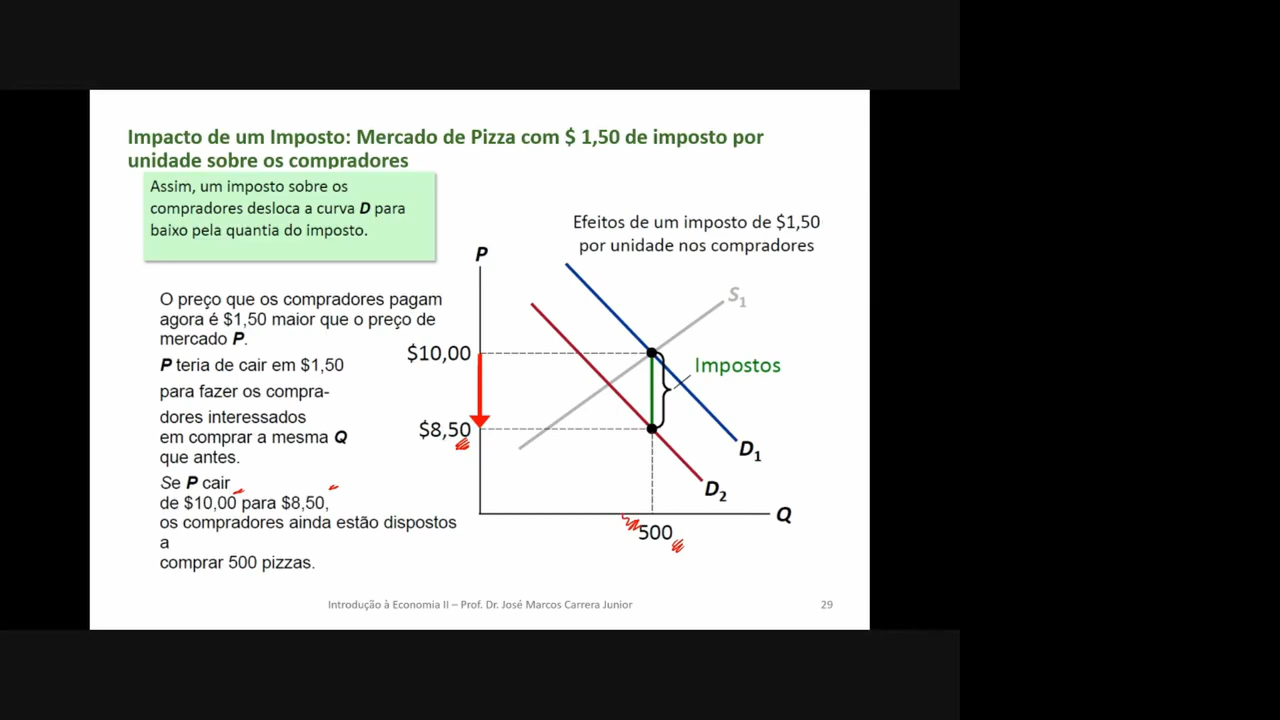 Impacto de um Imposto: Mercado de Pizza com $ 1,50 de imposto por
unidade sobre os compradores
Assim, um imposto sobre os
compradores desloca a curva D para
baixo pela quantia do imposto.
O preço que os compradores pagam
agora é $1,50 maior que o preço de
mercado P.
P teria de cair em $1,50
para fazer os compra-
dores interessados
em comprar a mesma Q
que antes.
Se P cair
de $10,00 para $8,50,
os compradores ainda estão dispostos
a
comprar 500 pizzas.
Efeitos de um imposto de $1,50
por unidade nos compradores
P
S1
$10,00
Impostos
$8,50
D1
D2
Q
500
Introdução à Economia II – Prof. Dr. José Marcos Carrera Junior
29